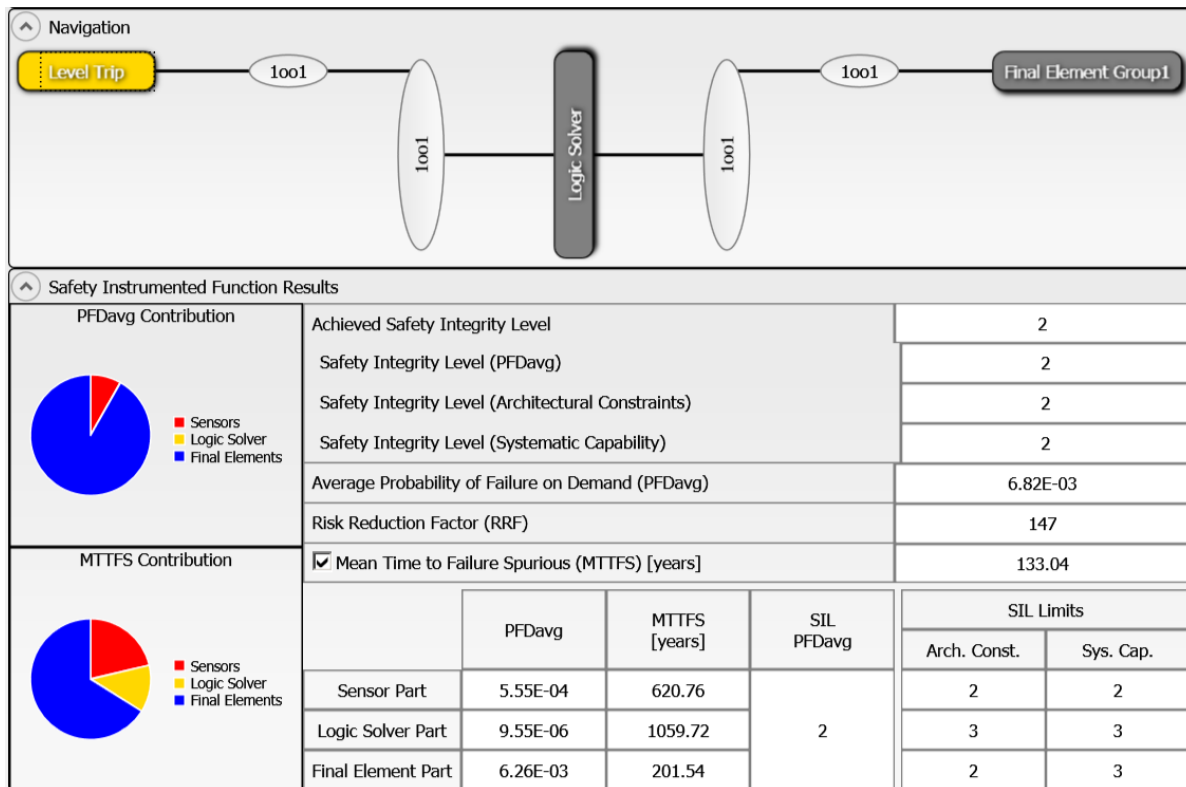 Navigation
Level Trip
1oo1
1oo1
Logic Solver
1oo1
1oo1
Final Element Group1
Safety Instrumented Function Results
PFDavg Contribution
Sensors
Logic Solver
Final Elements
Achieved Safety Integrity Level 2
Safety Integrity Level (PFDavg) 2
Safety Integrity Level (Architectural Constraints) 2
Safety Integrity Level (Systematic Capability) 2
Average Probability of Failure on Demand (PFDavg) 6.82E-03
Risk Reduction Factor (RRF) 147
MTTFS Contribution
Sensors
Logic Solver
Final Elements
Mean Time to Failure Spurious (MTTFS) [years] 133.04
PFDavg
MTTFS
[years]
SIL
PFDavg
SIL Limits
Arch. Const. Sys. Cap.
Sensor Part 5.55E-04 620.76 2 2
Logic Solver Part 9.55E-06 1059.72 2 3 3
Final Element Part 6.26E-03 201.54 2 3